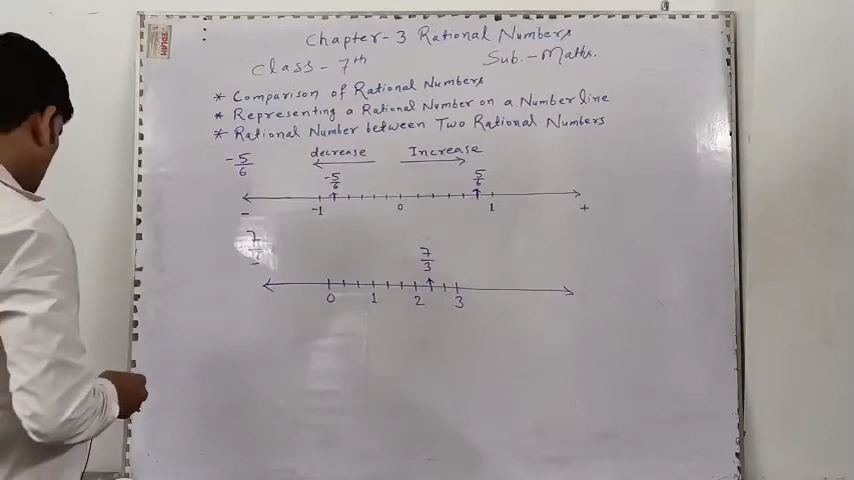 Chapter-3 Rational Numbers
Class-7th Sub.-Maths.
* Comparison of Rational Numbers
* Representing a Rational Number on a Number line
* Rational Number between Two Rational Numbers
-5/6 decrease Increase
-5/6 5/6
- -1 0 1 +
7/3
0 1 2 3